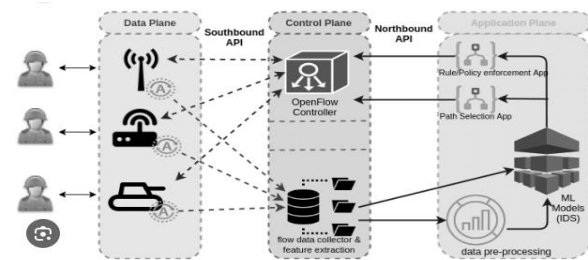 Data Plane
Southbound
API
Control Plane
Northbound
API
Application Plane
Rule/Policy enforcement App
OpenFlow
Controller
Path Selection App
A
A
A
ML
Models
(IDS)
flow data collector &
feature extraction
data pre-processing